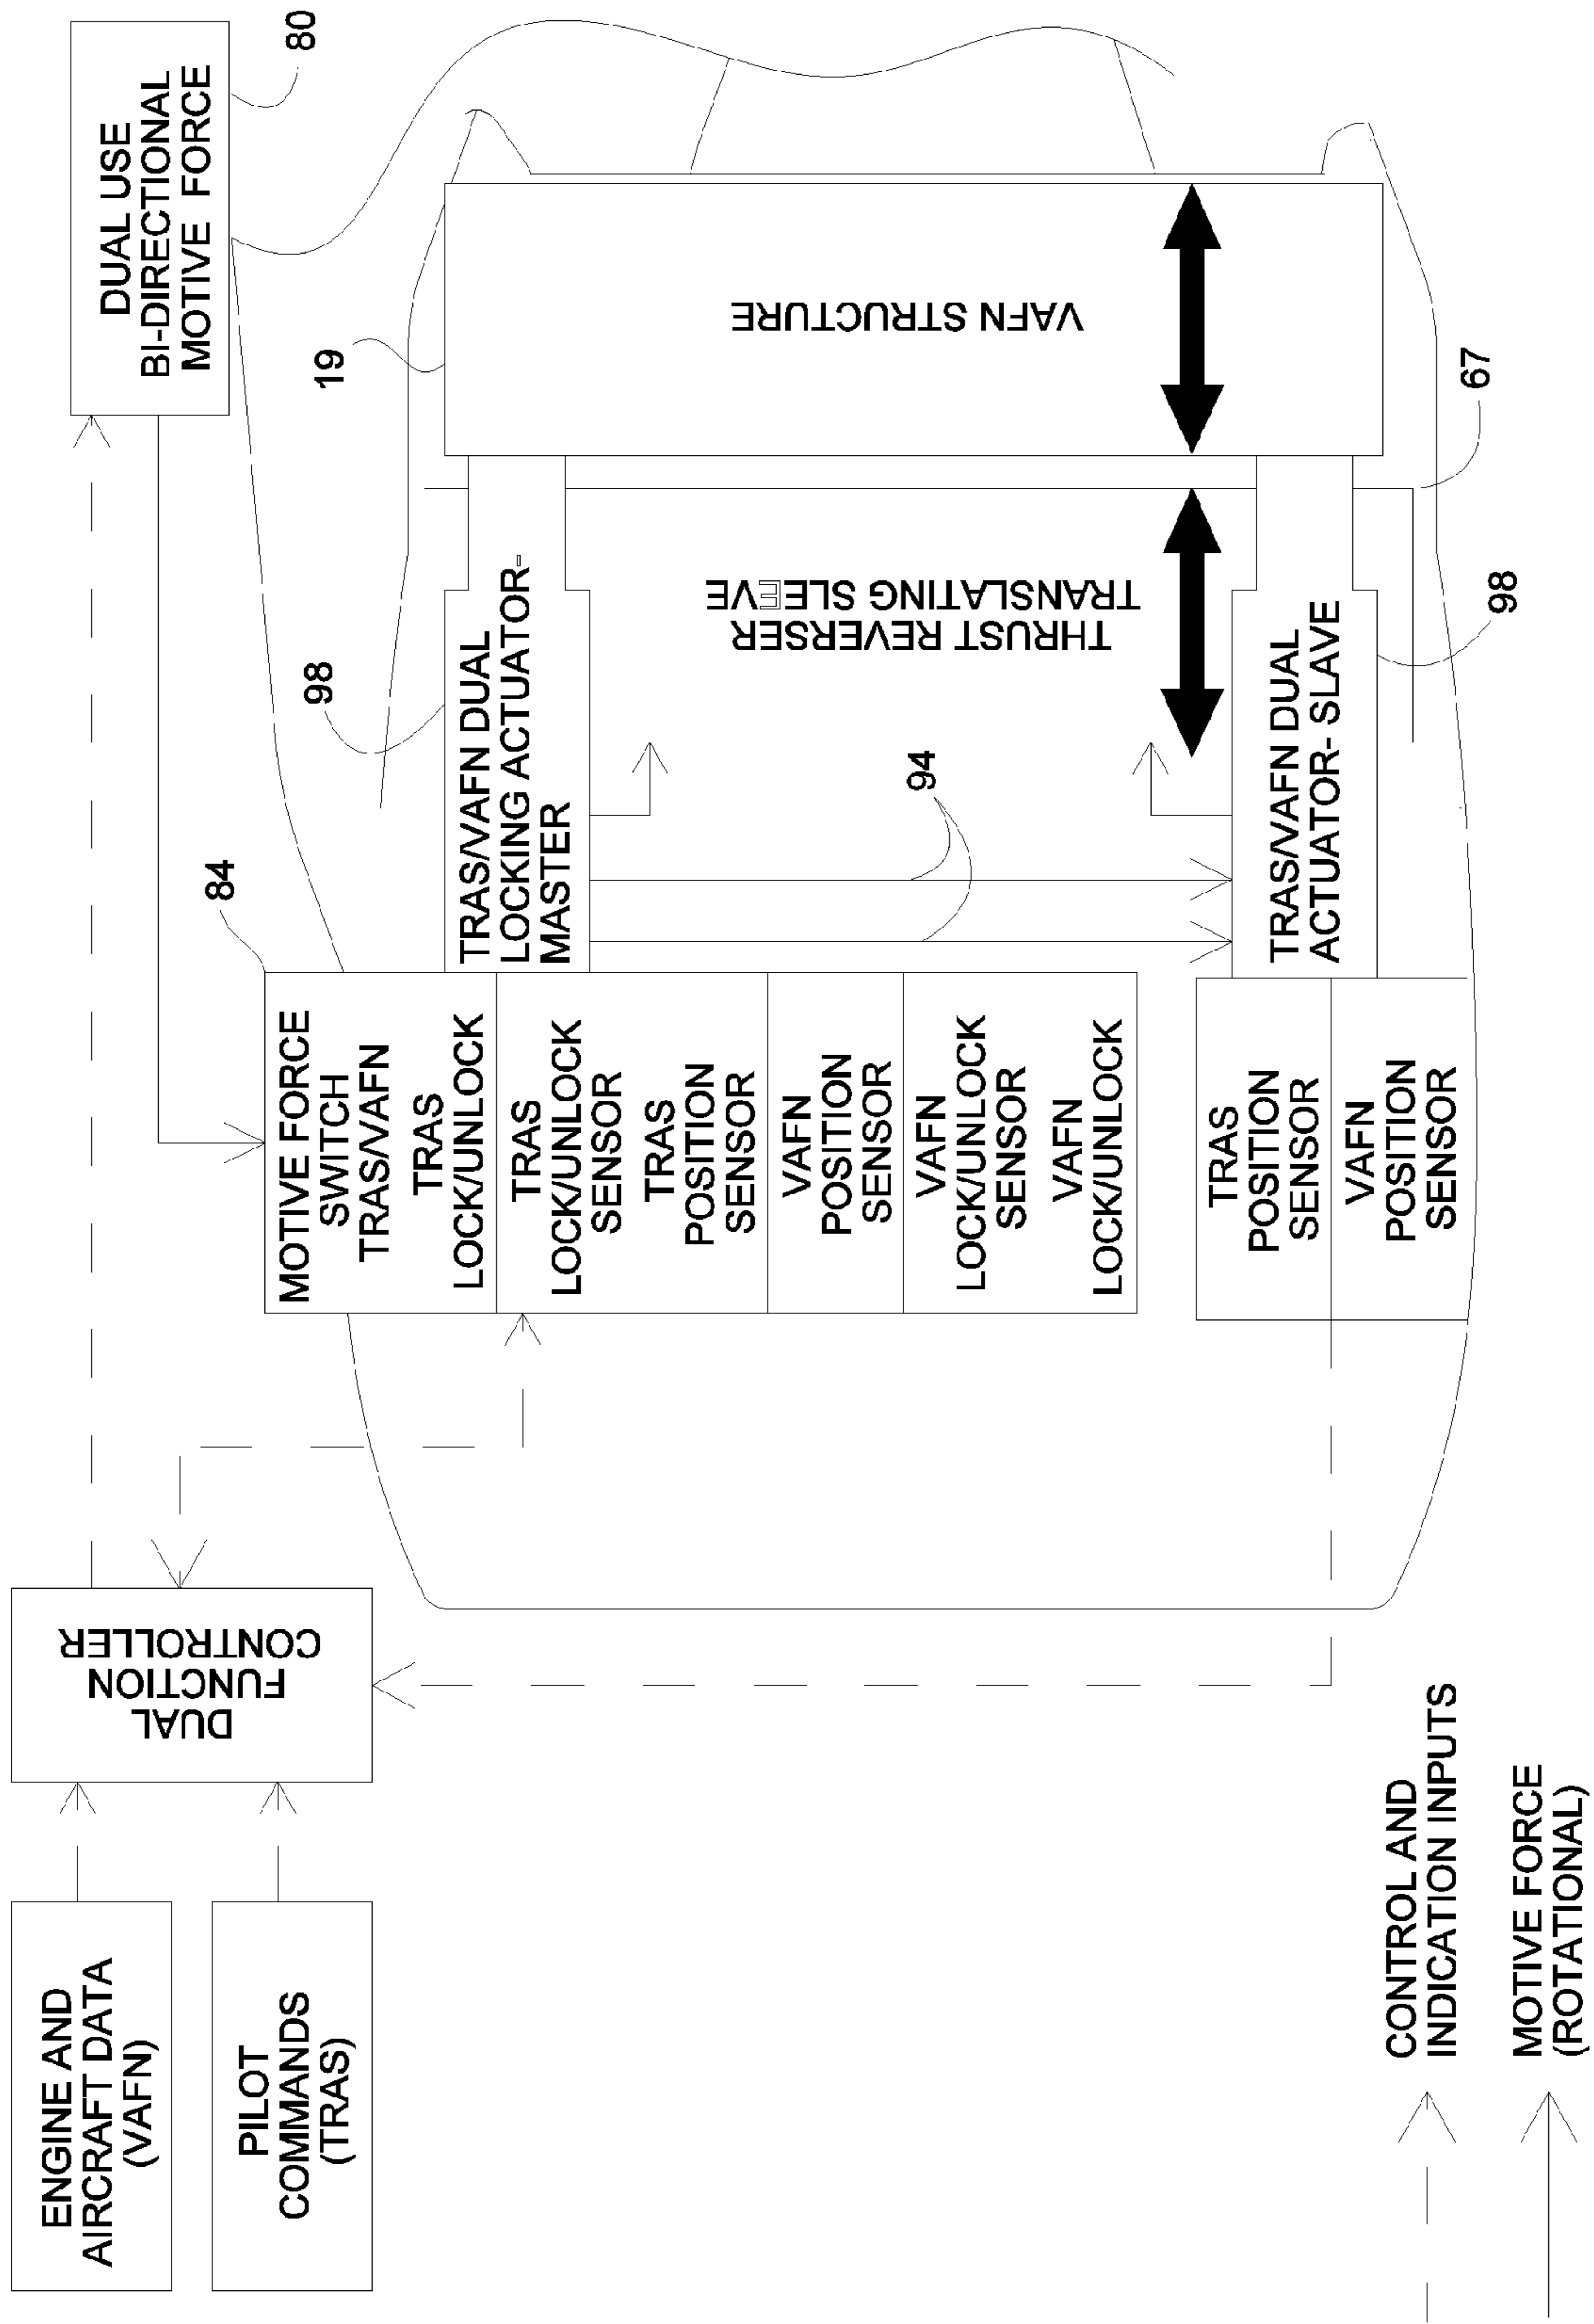 ENGINE AND
AIRCRAFT DATA
(VAFN)
PILOT
COMMANDS
(TRAS)
DUAL
FUNCTION
CONTROLLER
DUAL USE
BI-DIRECTIONAL
MOTIVE FORCE
80
84
MOTIVE FORCE
SWITCH
TRAS/VAFN
TRAS
LOCK/UNLOCK
TRAS
LOCK/UNLOCK
SENSOR
TRAS
POSITION
SENSOR
VAFN
POSITION
SENSOR
VAFN
LOCK/UNLOCK
SENSOR
VAFN
LOCK/UNLOCK
98
TRAS/VAFN DUAL
LOCKING ACTUATOR-
MASTER
19
VAFN STRUCTURE
THRUST REVERSER
TRANSLATING SLEEVE
94
67
TRAS/VAFN DUAL
ACTUATOR- SLAVE
98
TRAS
POSITION
SENSOR
VAFN
POSITION
SENSOR
CONTROL AND
INDICATION INPUTS
MOTIVE FORCE
(ROTATIONAL)